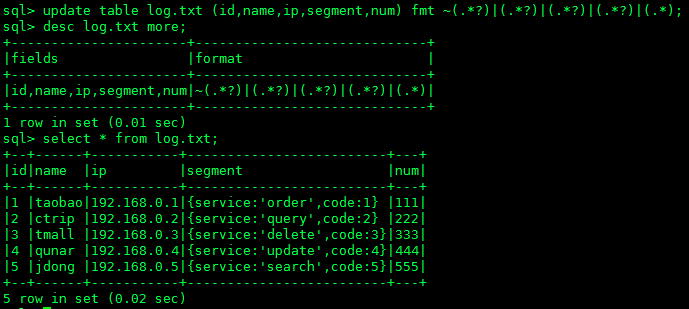 sql> update table log.txt (id,name,ip,segment,num) fmt ~(.*?)|(.*?)|(.*?)|(.*?)|(.*);
sql> desc log.txt more;
+-----------------------+--------------------------+
|fields                 |format                    |
+-----------------------+--------------------------+
|id,name,ip,segment,num|~(.*?)|(.*?)|(.*?)|(.*?)|(.*)|
+-----------------------+--------------------------+
1 row in set (0.01 sec)
sql> select * from log.txt;
+--+------+-----------+-------------------------+---+
|id|name  |ip         |segment                  |num|
+--+------+-----------+-------------------------+---+
|1 |taobao|192.168.0.1|{service:'order',code:1} |111|
|2 |ctrip |192.168.0.2|{service:'query',code:2} |222|
|3 |tmall |192.168.0.3|{service:'delete',code:3}|333|
|4 |qunar |192.168.0.4|{service:'update',code:4}|444|
|5 |jdong |192.168.0.5|{service:'search',code:5}|555|
+--+------+-----------+-------------------------+---+
5 row in set (0.02 sec)